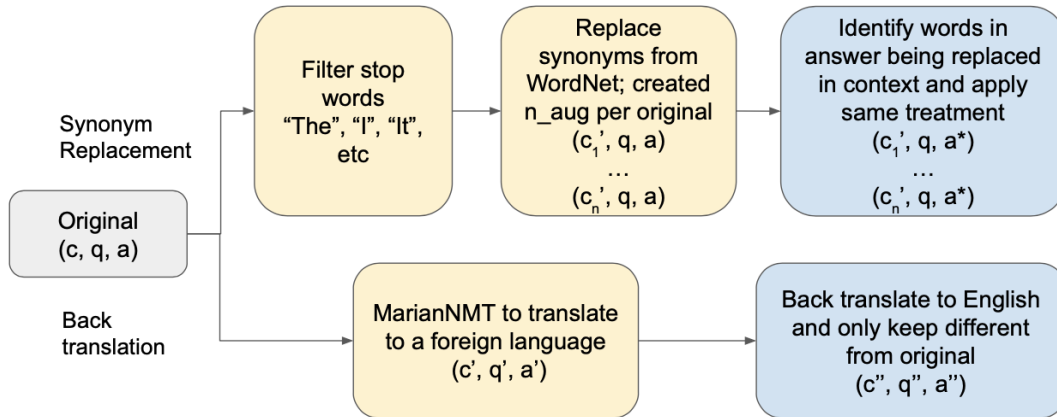 Original
(c, q, a)
Synonym
Replacement
Filter stop
words
“The”, “I”, “It”,
etc
Replace
synonyms from
WordNet; created
n_aug per original
(c₁’, q, a)
…
(cₙ’, q, a)
Identify words in
answer being replaced
in context and apply
same treatment
(c₁’, q, a*)
…
(cₙ’, q, a*)
Back
translation
MarianNMT to translate
to a foreign language
(c’, q’, a’)
Back translate to English
and only keep different
from original
(c’’, q’’, a’’)